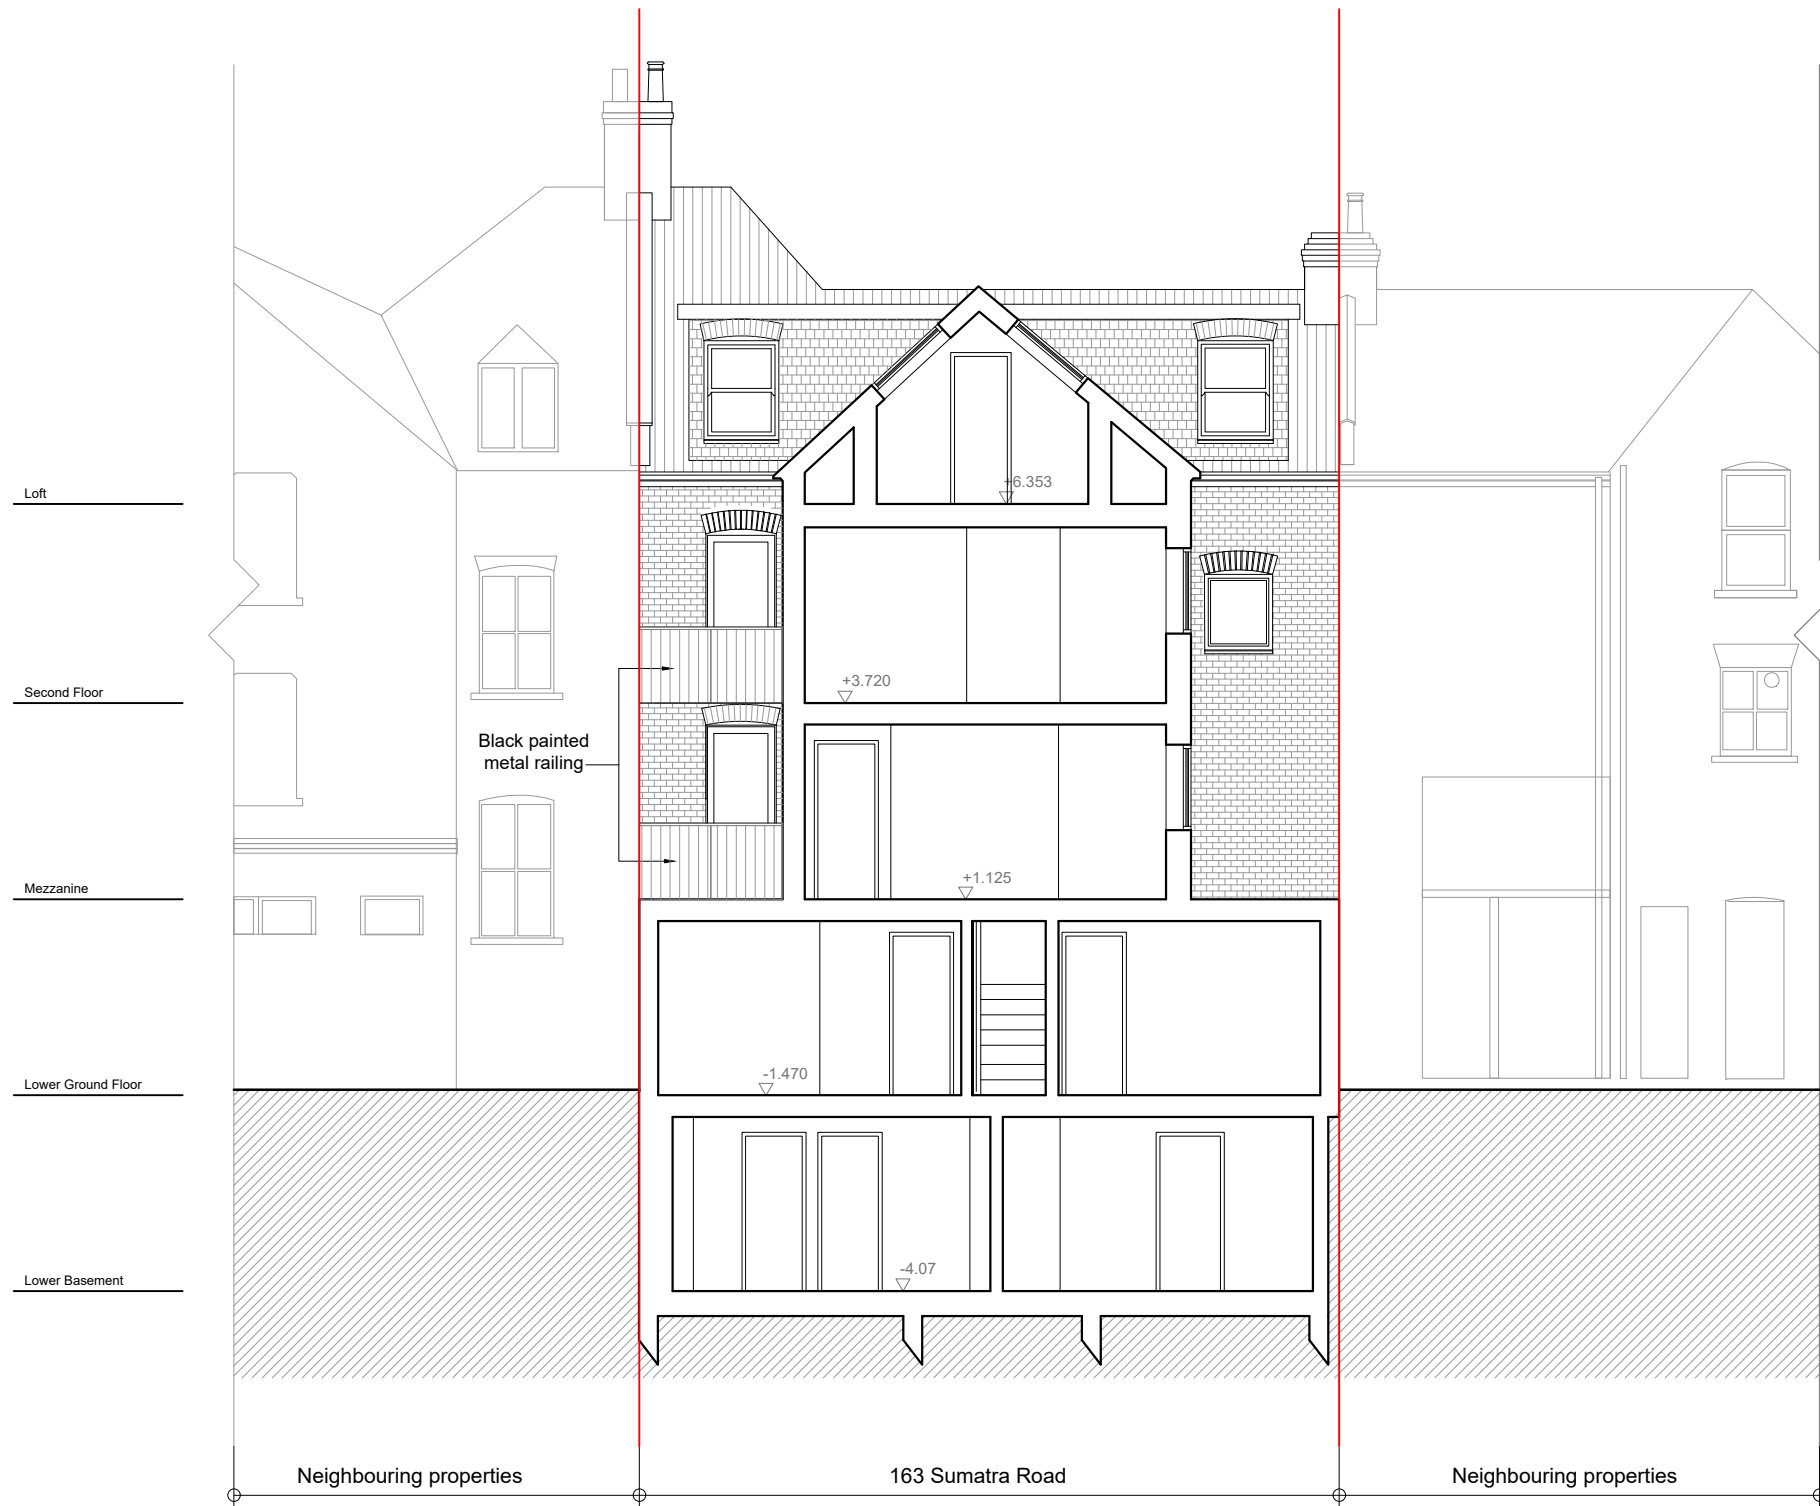 Loft
+6.353
Second Floor
+3.720
Black painted
metal railing
Mezzanine
+1.125
Lower Ground Floor
-1.470
Lower Basement
-4.07
Neighbouring properties
163 Sumatra Road
Neighbouring properties